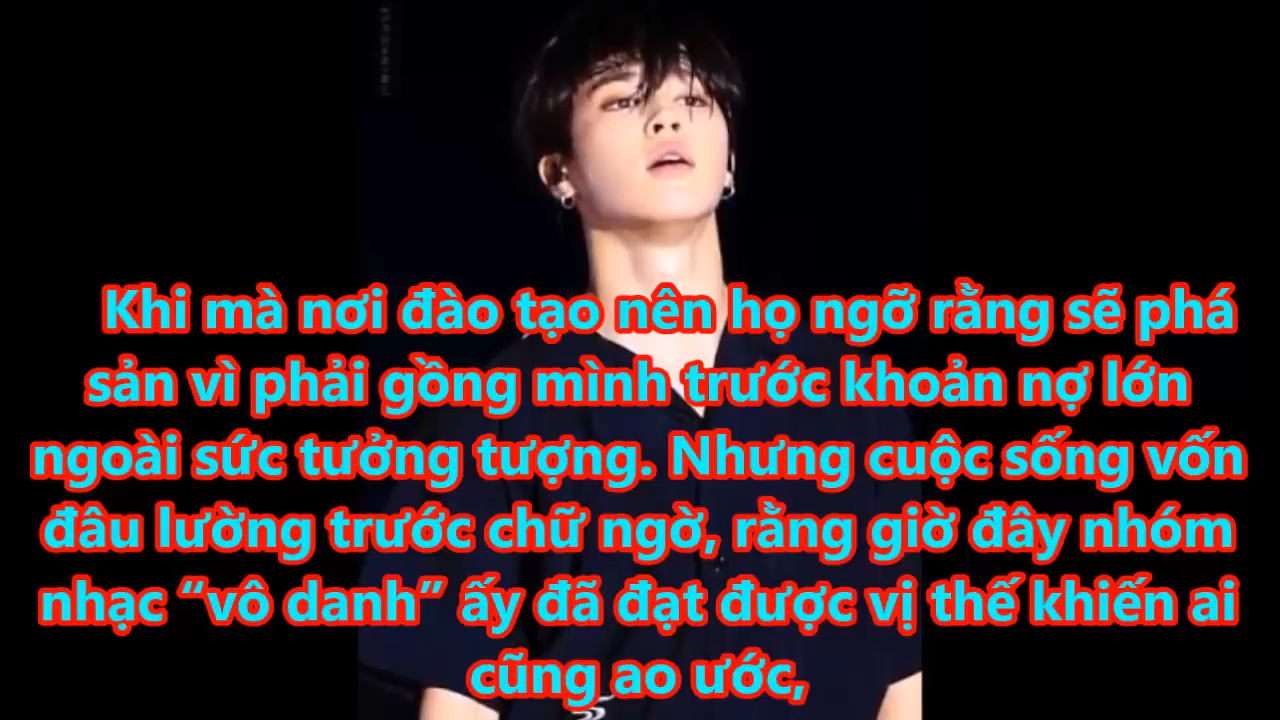 Khi mà nơi đào tạo nên họ ngỡ rằng sẽ phá
sản vì phải gồng mình trước khoản nợ lớn
ngoài sức tưởng tượng. Nhưng cuộc sống vốn
đâu lường trước chữ ngờ, rằng giờ đây nhóm
nhạc “vô danh” ấy đã đạt được vị thế khiến ai
cũng ao ước,